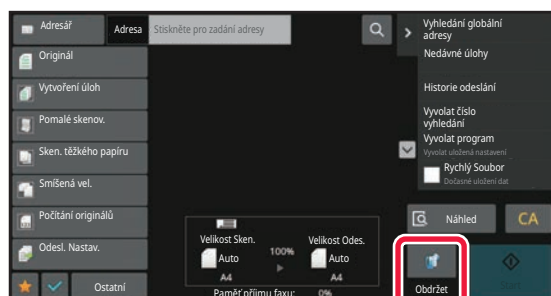 Adresář
Adresa
Stiskněte pro zadání adresy
Originál
Vytvoření úloh
Pomalé skenov.
Sken. těžkého papíru
Smíšená vel.
Počítání originálů
Odesl. Nastav.
Ostatní
Velikost Sken.
Auto
A4
100%
Velikost Odes.
Auto
A4
Paměť příjmu faxu:
0%
Vyhledání globální
adresy
Nedávné úlohy
Historie odeslání
Vyvolat číslo
vyhledání
Vyvolat program
Vyvolat uložená nastavení
Rychlý Soubor
Dočasné uložení dat
Náhled
CA
Obdržet
Start